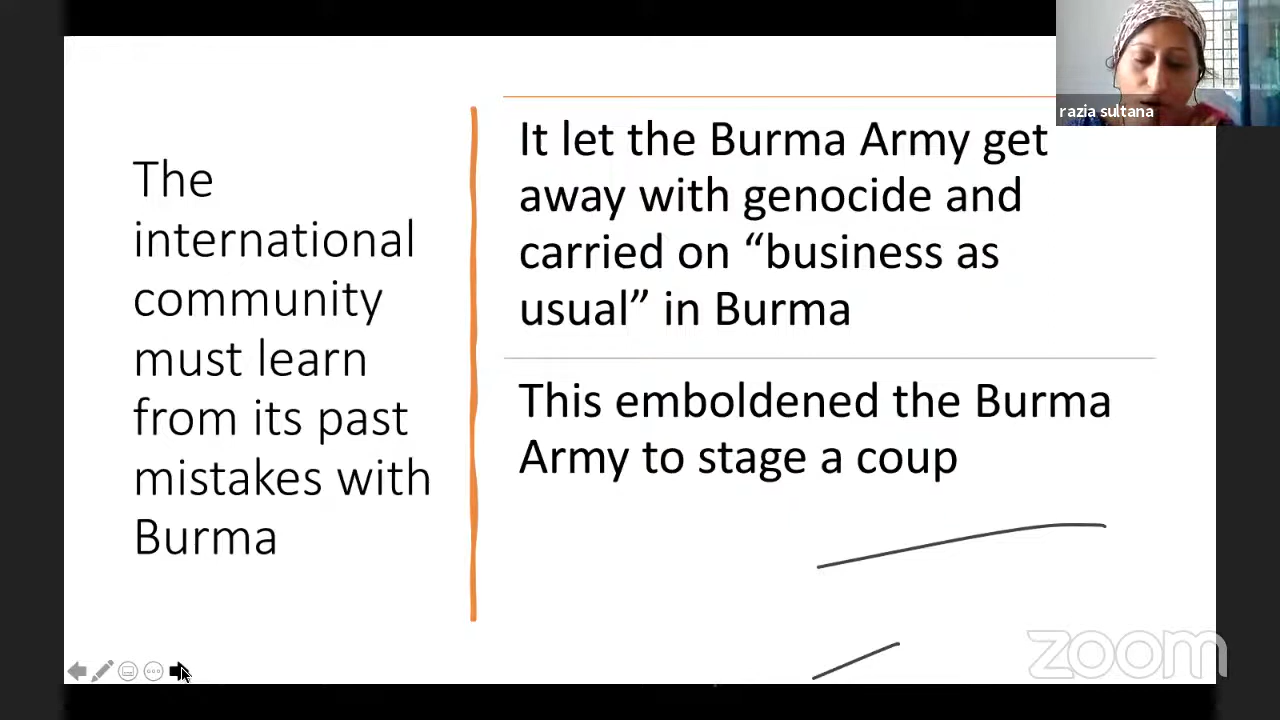 The
international
community
must learn
from its past
mistakes with
Burma
It let the Burma Army get
away with genocide and
carried on “business as
usual” in Burma
This emboldened the Burma
Army to stage a coup
razia sultana
zoom